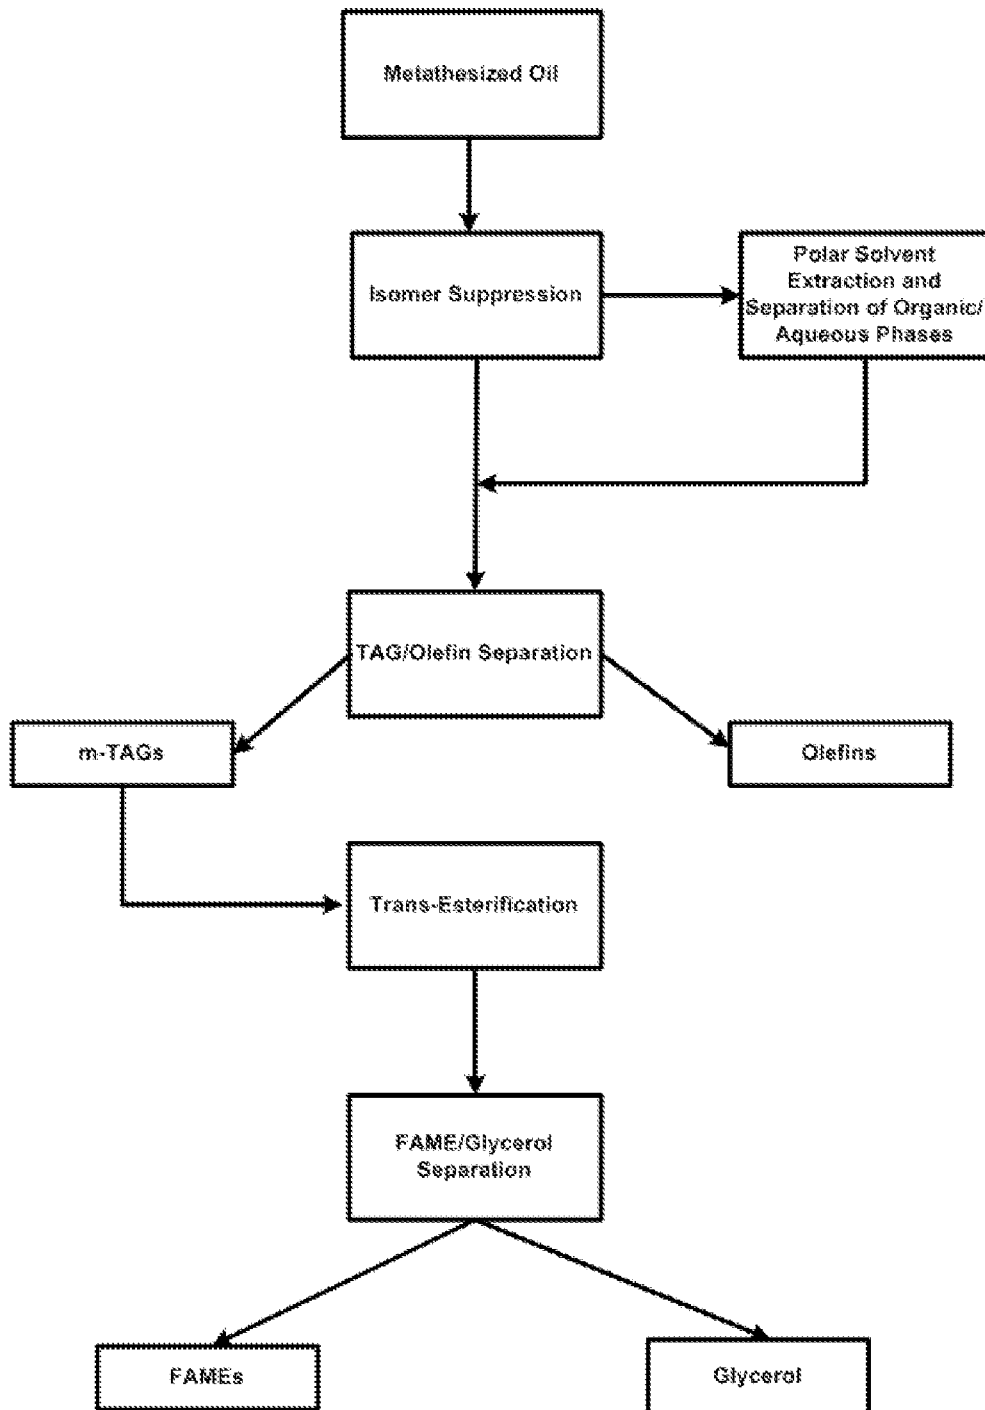 Metathesized Oil
Isomer Suppression
Polar Solvent
Extraction and
Separation of Organic/
Aqueous Phases
TAG/Olefin Separation
m-TAGs
Olefins
Trans-Esterification
FAME/Glycerol
Separation
FAMEs
Glycerol